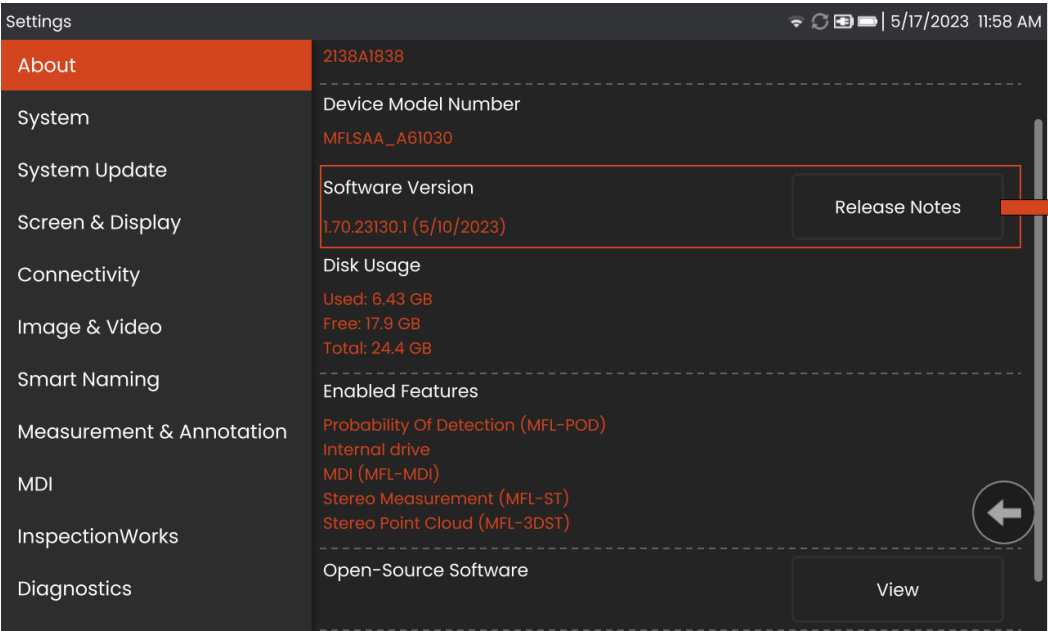 Settings
5/17/2023 11:58 AM
About
System
System Update
Screen & Display
Connectivity
Image & Video
Smart Naming
Measurement & Annotation
MDI
InspectionWorks
Diagnostics
2138A1838
Device Model Number
MFLSAA_A61030
Software Version
1.70.23130.1 (5/10/2023)
Release Notes
Disk Usage
Used: 6.43 GB
Free: 17.9 GB
Total: 24.4 GB
Enabled Features
Probability Of Detection (MFL-POD)
Internal drive
MDI (MFL-MDI)
Stereo Measurement (MFL-ST)
Stereo Point Cloud (MFL-3DST)
Open-Source Software
View